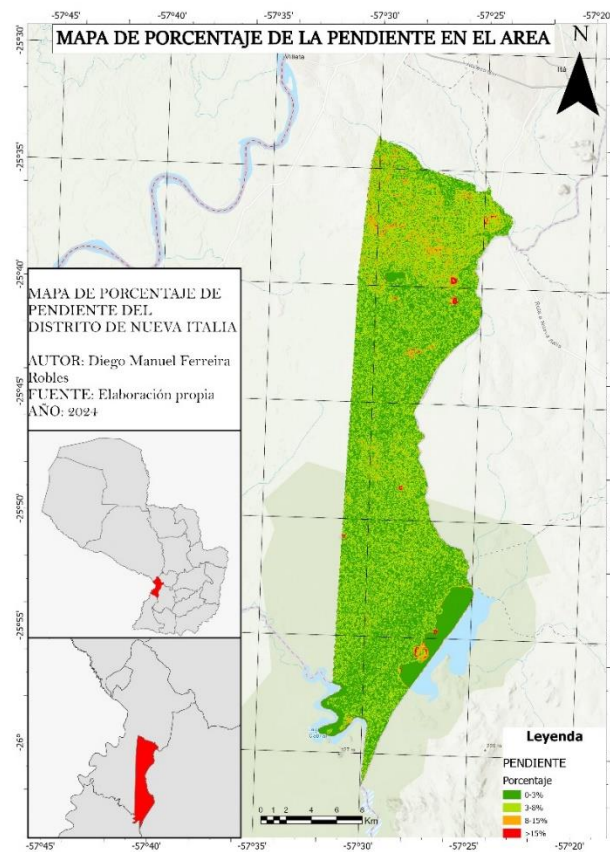 -57°45'
-57°40'
-57°35'
-57°30'
-57°25'
-57°20'
MAPA DE PORCENTAJE DE LA PENDIENTE EN EL AREA
N
Villeta
Itá
-25°30'
-25°35'
-25°40'
-25°45'
-25°50'
-25°55'
-26°
MAPA DE PORCENTAJE DE
PENDIENTE DEL
DISTRITO DE NUEVA ITALIA
AUTOR: Diego Manuel Ferreira
Robles
FUENTE: Elaboración propia
AÑO: 2024
Leyenda
PENDIENTE
Porcentaje
0-3%
3-8%
8-15%
>15%
0 1 2 4 6 8
Km
-57°45'
-57°40'
-57°35'
-57°30'
-57°25'
-57°20'